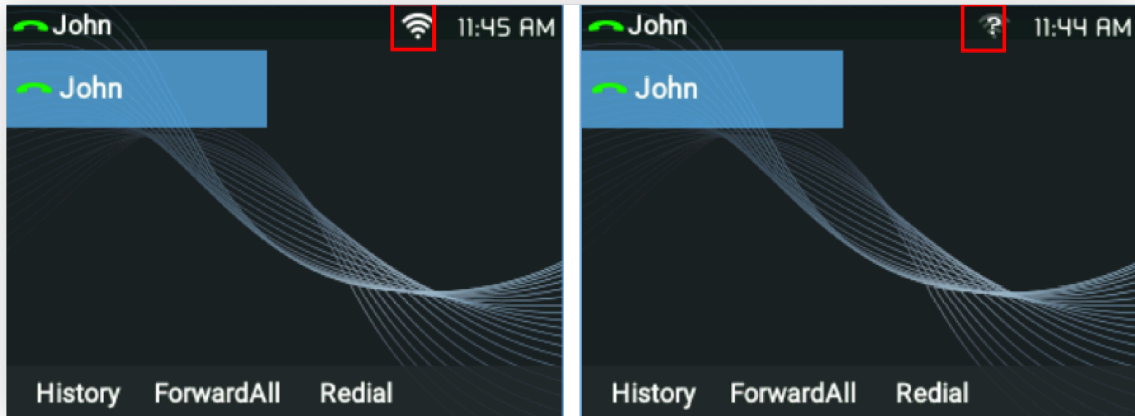 John 11:45 AM
John
History ForwardAll Redial
John ? 11:44 AM
John
History ForwardAll Redial